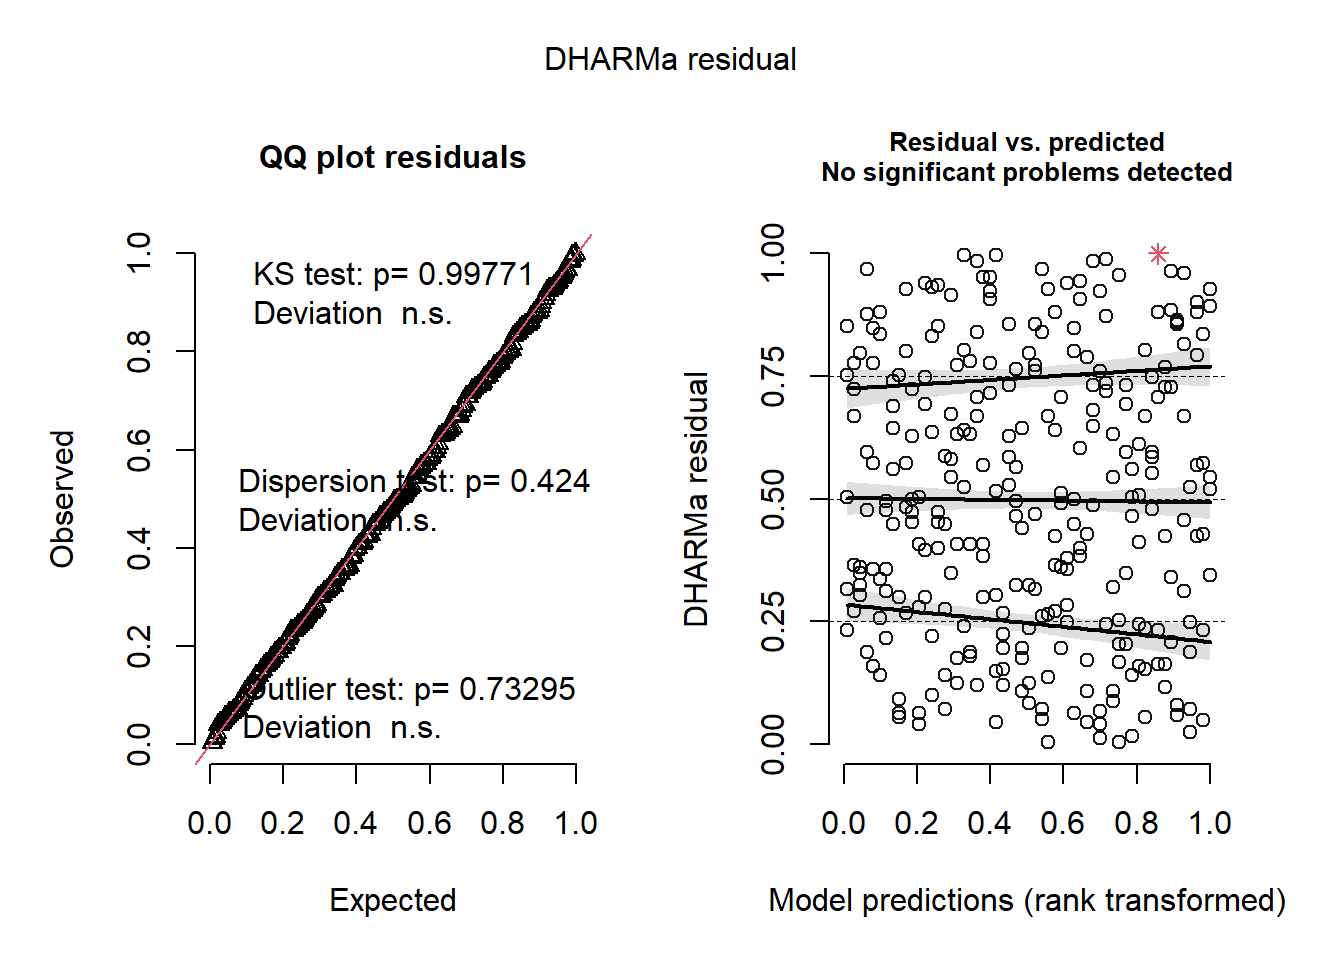 DHARMa residual
QQ plot residuals
KS test: p= 0.99771
Deviation  n.s.
Dispersion test: p= 0.424
Deviation n.s.
Outlier test: p= 0.73295
Deviation  n.s.
Observed
0.0
0.2
0.4
0.6
0.8
1.0
0.0 0.2 0.4 0.6 0.8 1.0
Expected
Residual vs. predicted
No significant problems detected
DHARMa residual
0.00
0.25
0.50
0.75
1.00
0.0 0.2 0.4 0.6 0.8 1.0
Model predictions (rank transformed)